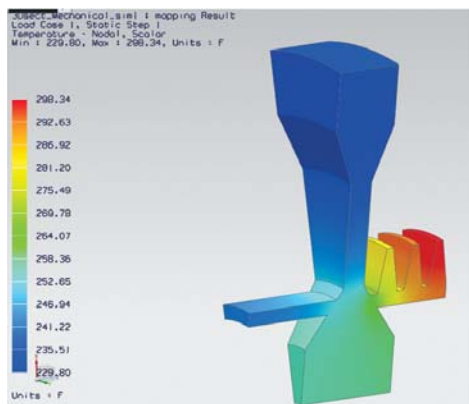 3Dsect_Mechanical_sim1 : mapping Result
Load Case 1, Static Step 1
Temperature - Nodal, Scalar
Min : 229.80, Max : 298.34, Units : F
298.34
292.63
286.92
281.20
275.49
269.78
264.07
258.36
252.65
246.94
241.22
235.51
229.80
Units : F